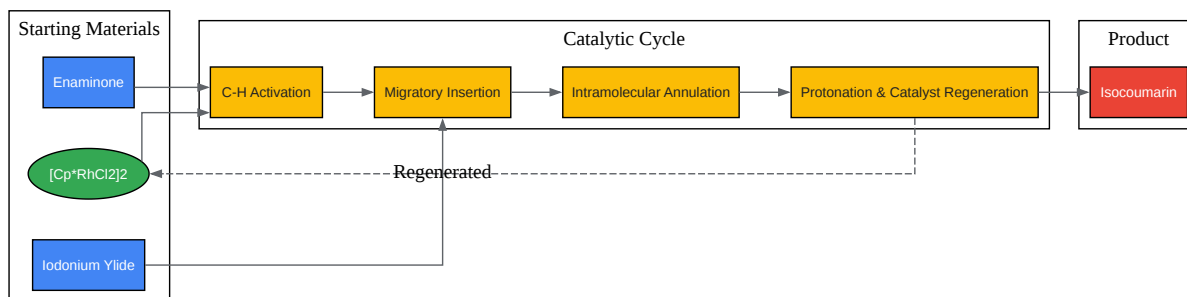 Starting Materials
Enaminone
[Cp*RhCl2]2
Iodonium Ylide
Catalytic Cycle
C-H Activation
Migratory Insertion
Intramolecular Annulation
Protonation & Catalyst Regeneration
Regenerated
Product
Isocoumarin